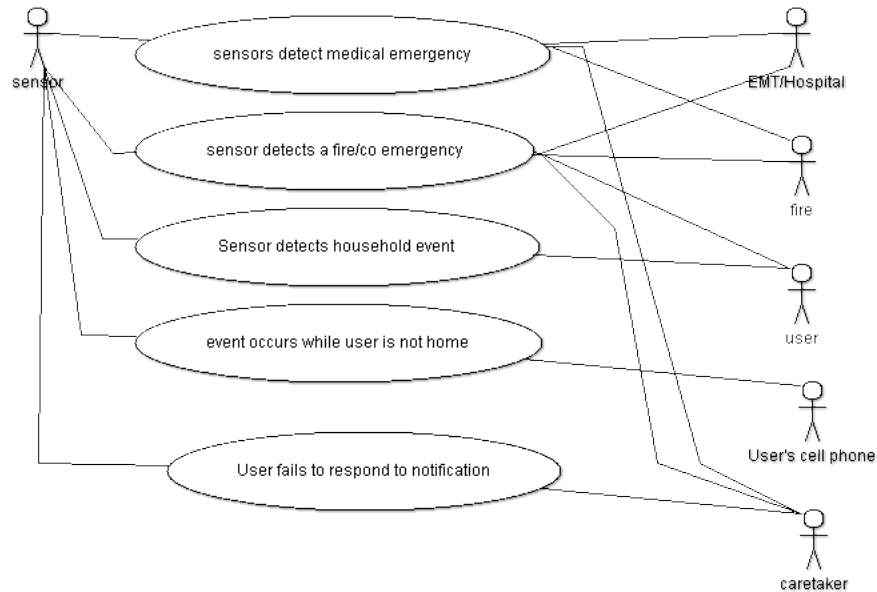 sensor
sensors detect medical emergency
EMT/Hospital
sensor detects a fire/co emergency
fire
Sensor detects household event
user
event occurs while user is not home
User's cell phone
User fails to respond to notification
caretaker